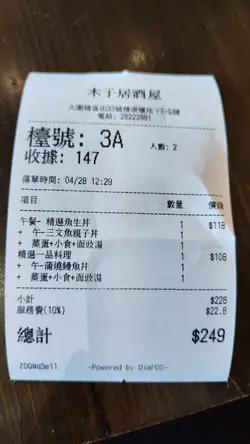 木子居酒屋
電話: 26223881
檯號: 3A
人數: 2
收據: 147
落單時間: 04/28 12:29
項目 數量 價錢
午餐- 精選魚生丼 1 $118
+ 午-三文魚親子丼 1
+ 蒸蛋+小食+麵豉湯 1
精選一品料理 1 $108
+ 午-蒲燒鰻魚丼 1
+ 蒸蛋+小食+麵豉湯 1
小計 $226
服務費(10%) $22.6
總計 $249
-Powered by DimPOS-